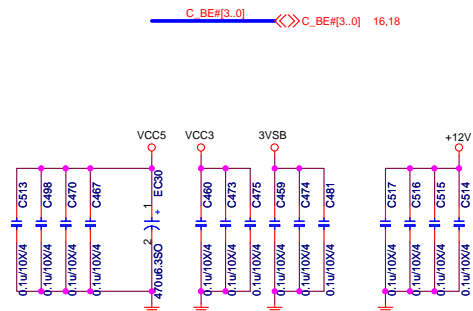 C_BE#[3..0]
C_BE#[3..0] 16,18
VCC5
VCC3
3VSB
+12V
C513
C498
C470
C467
1
EC30
+
2
C460
C473
C475
C459
C474
C481
C517
C516
C515
C514
0.1u/10X/4
0.1u/10X/4
0.1u/10X/4
0.1u/10X/4
470u6.3SO
0.1u/10X/4
0.1u/10X/4
0.1u/10X/4
0.1u/10X/4
0.1u/10X/4
0.1u/10X/4
0.1u/10X/4
0.1u/10X/4
0.1u/10X/4
0.1u/10X/4